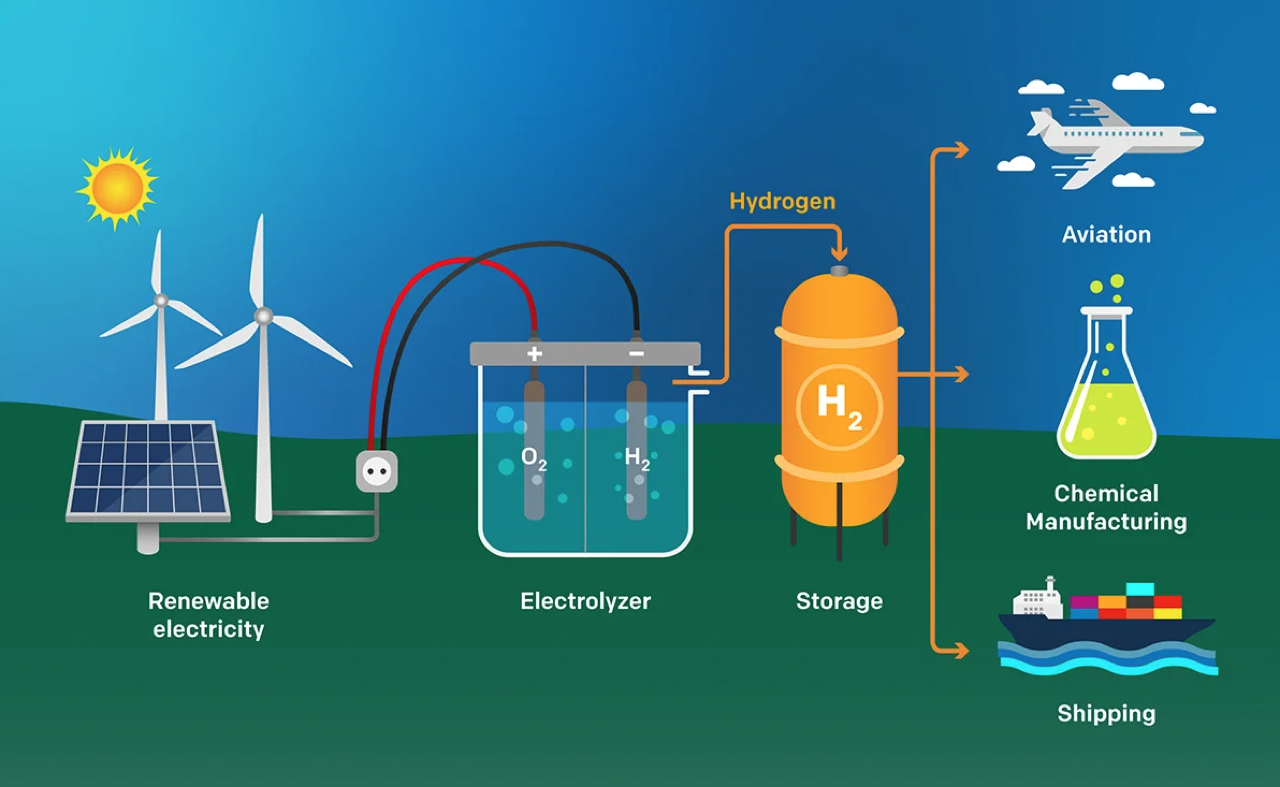 Hydrogen
Aviation
+
−
O₂
H₂
H₂
Chemical
Manufacturing
Renewable
electricity
Electrolyzer
Storage
Shipping